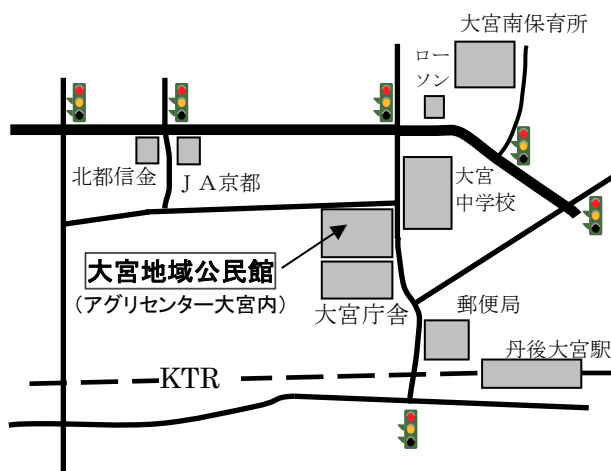 大宮南保育所
ロー
ソン
北都信金
ＪＡ京都
大宮
中学校
大宮地域公民館
（アグリセンター大宮内）
大宮庁舎
郵便局
丹後大宮駅
KTR